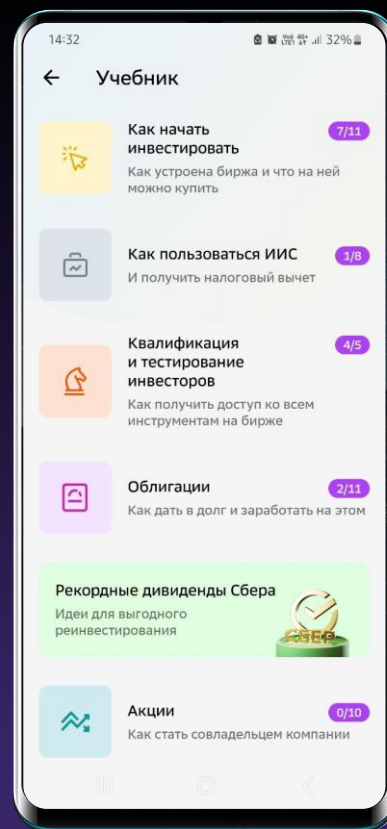 14:32 Vo0 LTE1 4G+ 32%
← Учебник
Как начать 7/11
инвестировать
Как устроена биржа и что на ней
можно купить
Как пользоваться ИИС 1/8
И получить налоговый вычет
Квалификация 4/5
и тестирование
инвесторов
Как получить доступ ко всем
инструментам на бирже
Облигации 2/11
Как дать в долг и заработать на этом
Рекордные дивиденды Сбера
Идеи для выгодного
реинвестирования
СБЕР
Акции 0/10
Как стать совладельцем компании